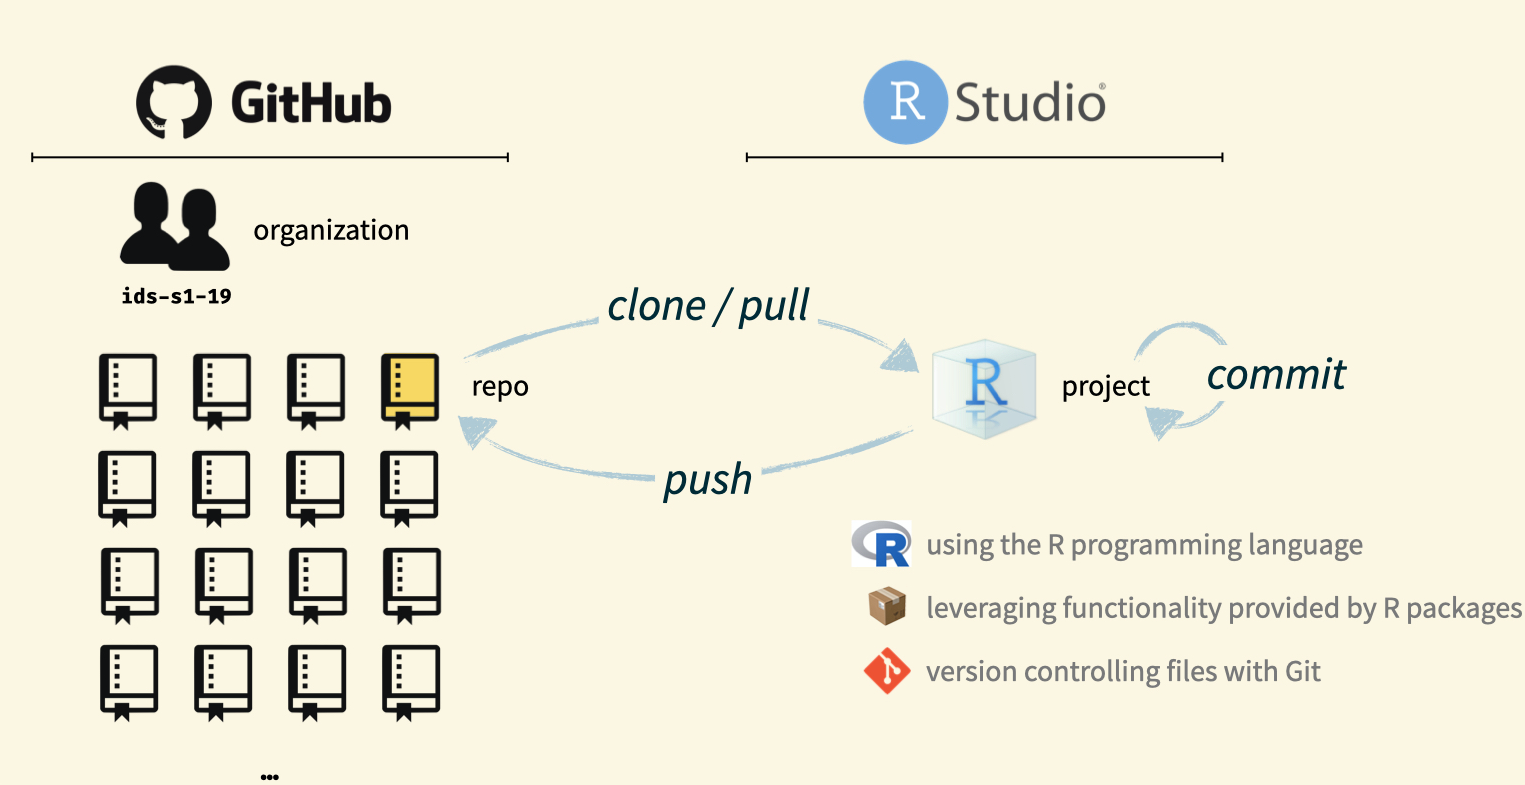 GitHub
R Studio®
organization
ids-s1-19
clone / pull
repo
R
project
commit
push
R using the R programming language
leveraging functionality provided by R packages
version controlling files with Git
...